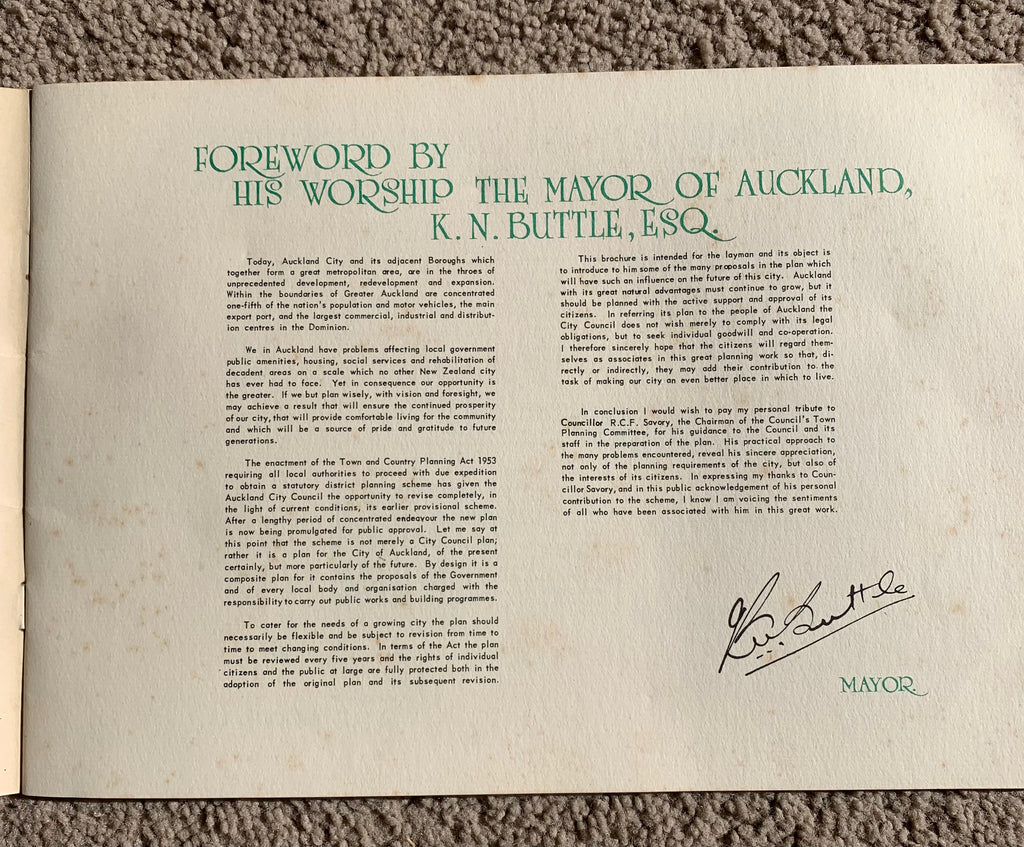 FOREWORD BY
HIS WORSHIP THE MAYOR OF AUCKLAND,
K. N. BUTTLE, ESQ.
Today, Auckland City and its adjacent Boroughs which
together form a great metropolitan area, are in the throes of
unprecedented development, redevelopment and expansion.
Within the boundaries of Greater Auckland are concentrated
one-fifth of the nation's population and motor vehicles, the main
export port, and the largest commercial, industrial and distribut-
ion centres in the Dominion.
We in Auckland have problems affecting local government
public amenities, housing, social services and rehabilitation of
decadent areas on a scale which no other New Zealand city
has ever had to face. Yet in consequence our opportunity is
the greater. If we but plan wisely, with vision and foresight, we
may achieve a result that will ensure the continued prosperity
of our city, that will provide comfortable living for the community
and which will be a source of pride and gratitude to future
generations.
The enactment of the Town and Country Planning Act 1953
requiring all local authorities to proceed with due expedition
to obtain a statutory district planning scheme has given the
Auckland City Council the opportunity to revise completely, in
the light of current conditions, its earlier provisional scheme.
After a lengthy period of concentrated endeavour the new plan
is now being promulgated for public approval. Let me say at
this point that the scheme is not merely a City Council plan;
rather it is a plan for the City of Auckland, of the present
certainly, but more particularly of the future. By design it is a
composite plan for it contains the proposals of the Government
and of every local body and organisation charged with the
responsibility to carry out public works and building programmes.
To cater for the needs of a growing city the plan should
necessarily be flexible and be subject to revision from time to
time to meet changing conditions. In terms of the Act the plan
must be reviewed every five years and the rights of individual
citizens and the public at large are fully protected both in the
adoption of the original plan and its subsequent revision.
This brochure is intended for the layman and its object is
to introduce to him some of the many proposals in the plan which
will have such an influence on the future of this city. Auckland
with its great natural advantages must continue to grow, but it
should be planned with the active support and approval of its
citizens. In referring its plan to the people of Auckland the
City Council does not wish merely to comply with its legal
obligations, but to seek individual goodwill and co-operation.
I therefore sincerely hope that the citizens will regard them-
selves as associates in this great planning work so that, di-
rectly or indirectly, they may add their contribution to the
task of making our city an even better place in which to live.
In conclusion I would wish to pay my personal tribute to
Councillor R.C.F. Savory, the Chairman of the Council's Town
Planning Committee, for his guidance to the Council and its
staff in the preparation of the plan. His practical approach to
the many problems encountered, reveal his sincere appreciation,
not only of the planning requirements of the city, but also of
the interests of its citizens. In expressing my thanks to Coun-
cillor Savory, and in this public acknowledgement of his personal
contribution to the scheme, I know I am voicing the sentiments
of all who have been associated with him in this great work.
Buttle
MAYOR.